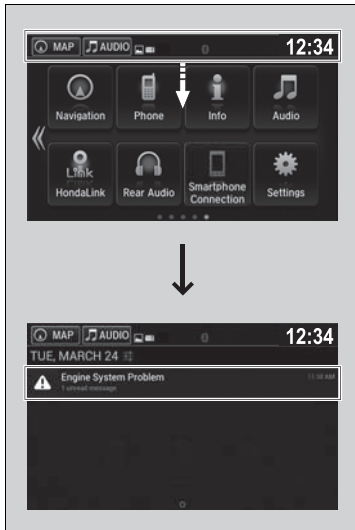 MAP AUDIO 12:34
Navigation Phone Info Audio
Link
HondaLink Rear Audio Smartphone Connection Settings
MAP AUDIO 12:34
TUE, MARCH 24
Engine System Problem 11:38 AM
1 unread message